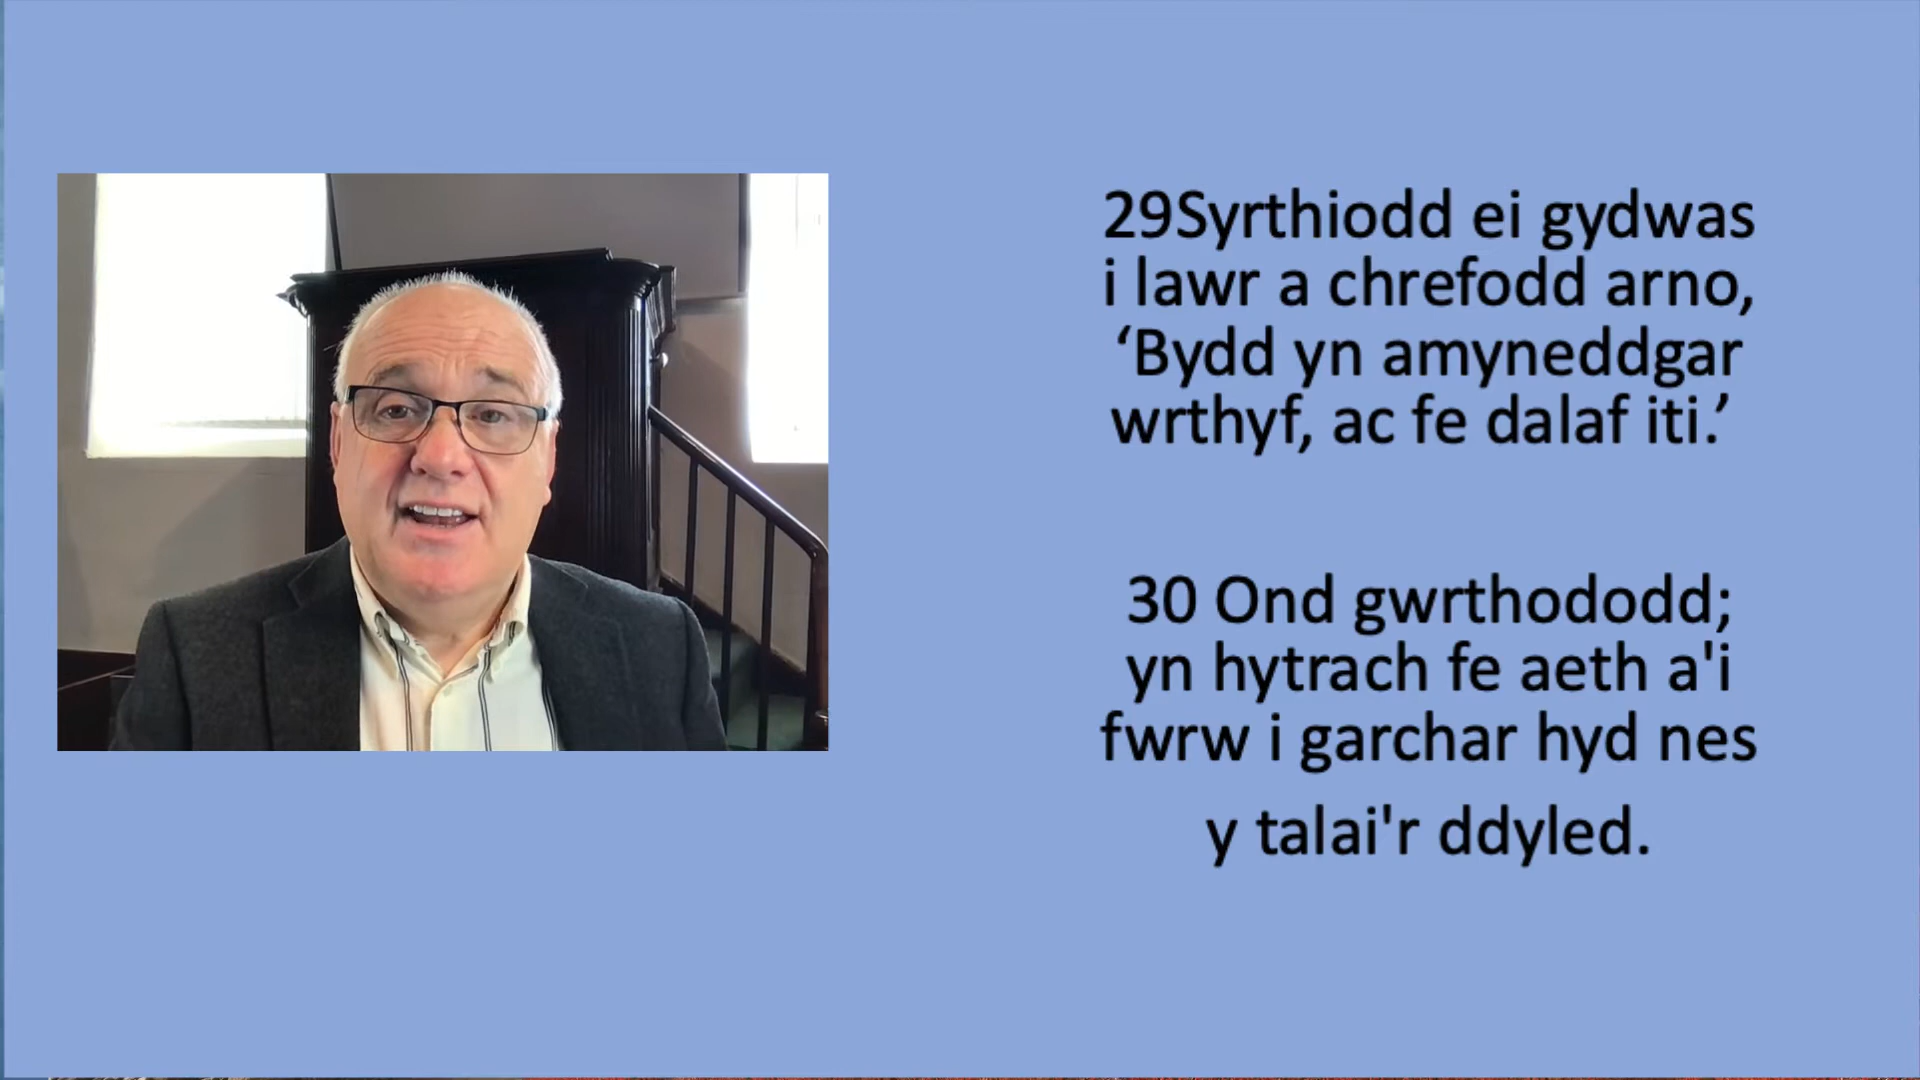 29Syrthiodd ei gydwas
i lawr a chrefodd arno,
‘Bydd yn amyneddgar
wrthyf, ac fe dalaf iti.’
30 Ond gwrthododd;
yn hytrach fe aeth a'i
fwrw i garchar hyd nes
y talai'r ddyled.